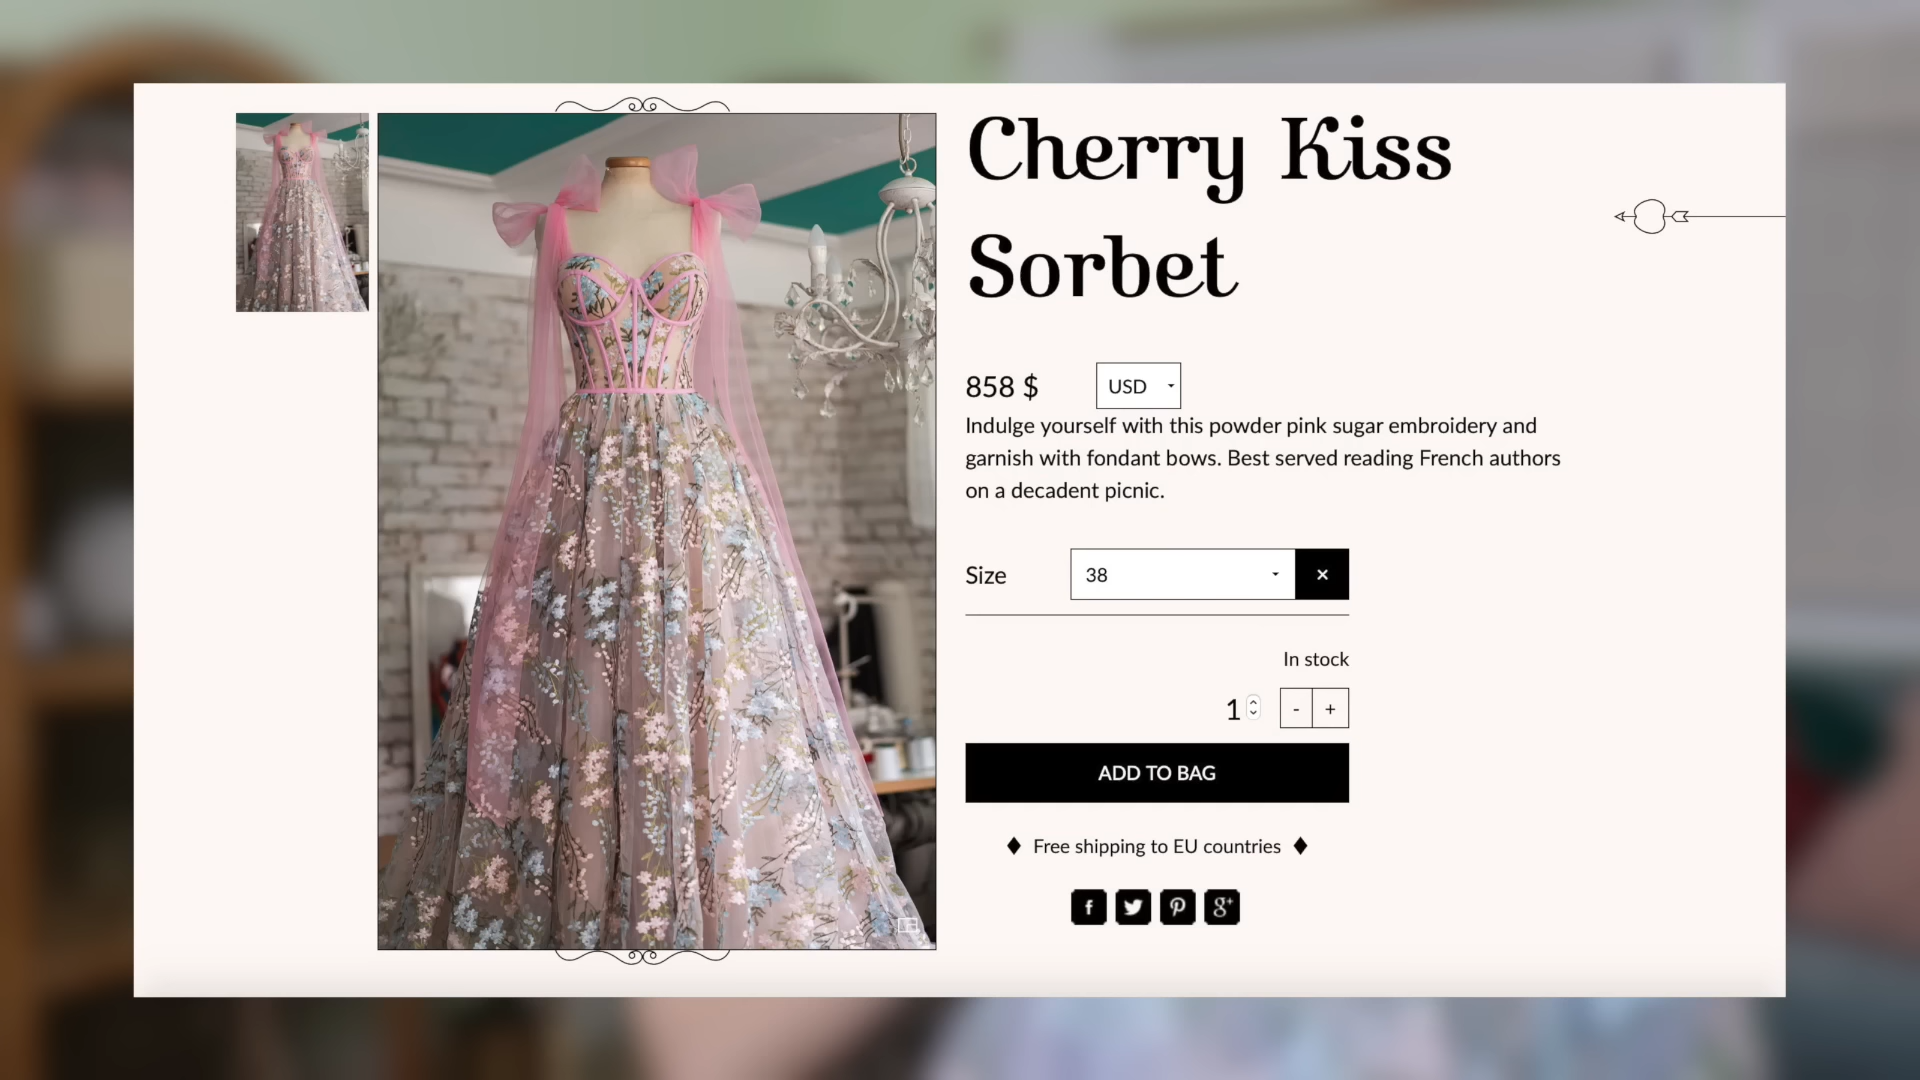 Cherry Kiss
Sorbet
858 $
USD
Indulge yourself with this powder pink sugar embroidery and
garnish with fondant bows. Best served reading French authors
on a decadent picnic.
Size
38
×
In stock
1
- +
ADD TO BAG
♦ Free shipping to EU countries ♦
f
g+